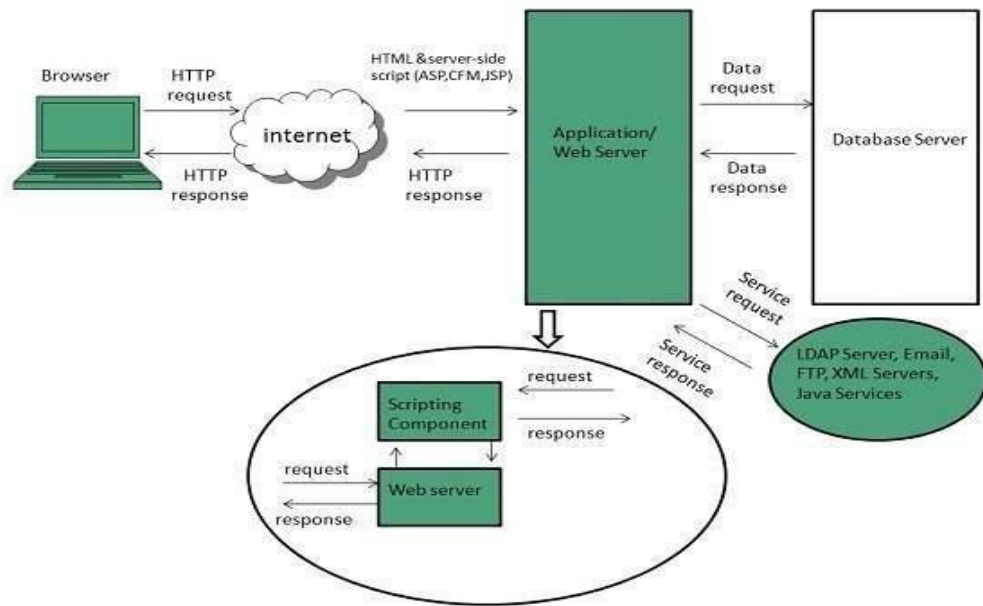 Browser
HTTP
request
internet
HTTP
response
HTML &server-side
script (ASP,CFM,JSP)
HTTP
response
Application/
Web Server
Data
request
Data
response
Database Server
Service
request
Service
response
LDAP Server, Email,
FTP, XML Servers,
Java Services
Scripting
Component
request
response
request
Web server
response